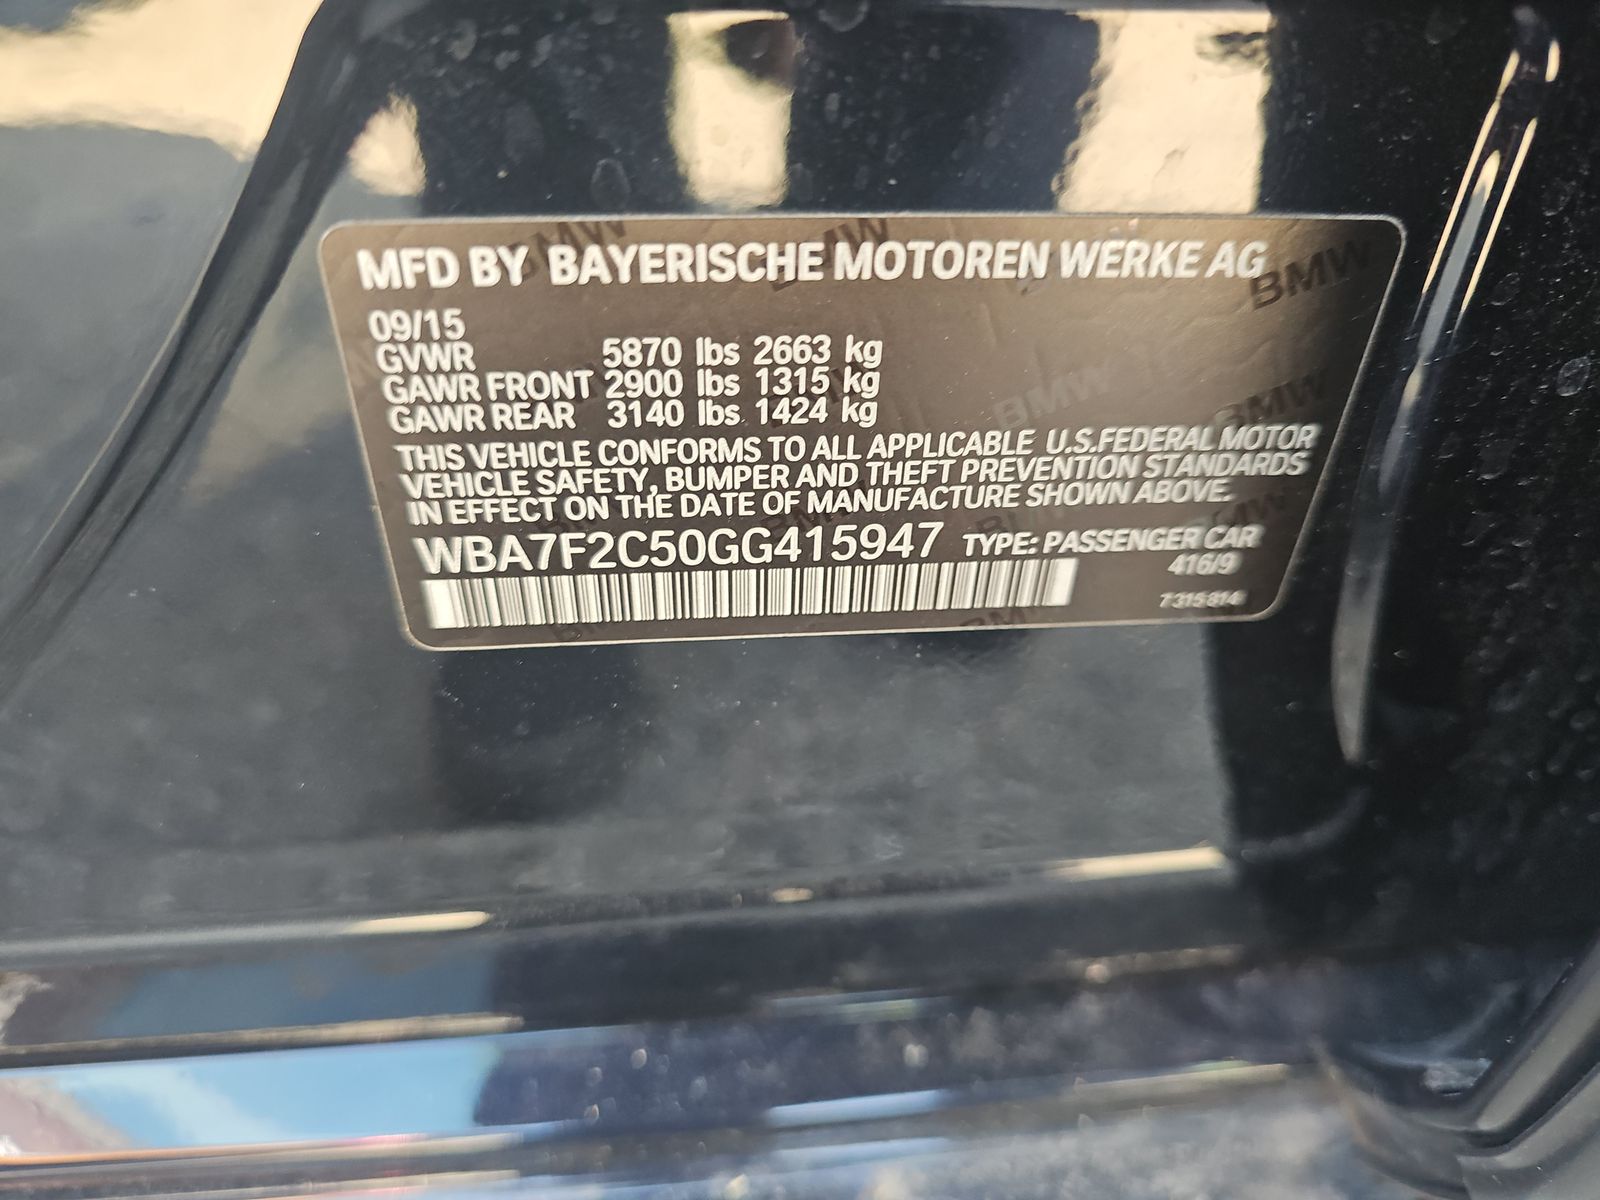 MFD BY BAYERISCHE MOTOREN WERKE AG
09/15
GVWR 5870 lbs 2663 kg
GAWR FRONT 2900 lbs 1315 kg
GAWR REAR 3140 lbs 1424 kg
THIS VEHICLE CONFORMS TO ALL APPLICABLE U.S.FEDERAL MOTOR
VEHICLE SAFETY, BUMPER AND THEFT PREVENTION STANDARDS
IN EFFECT ON THE DATE OF MANUFACTURE SHOWN ABOVE.
WBA7F2C50GG415947 TYPE: PASSENGER CAR
416/9
7315814